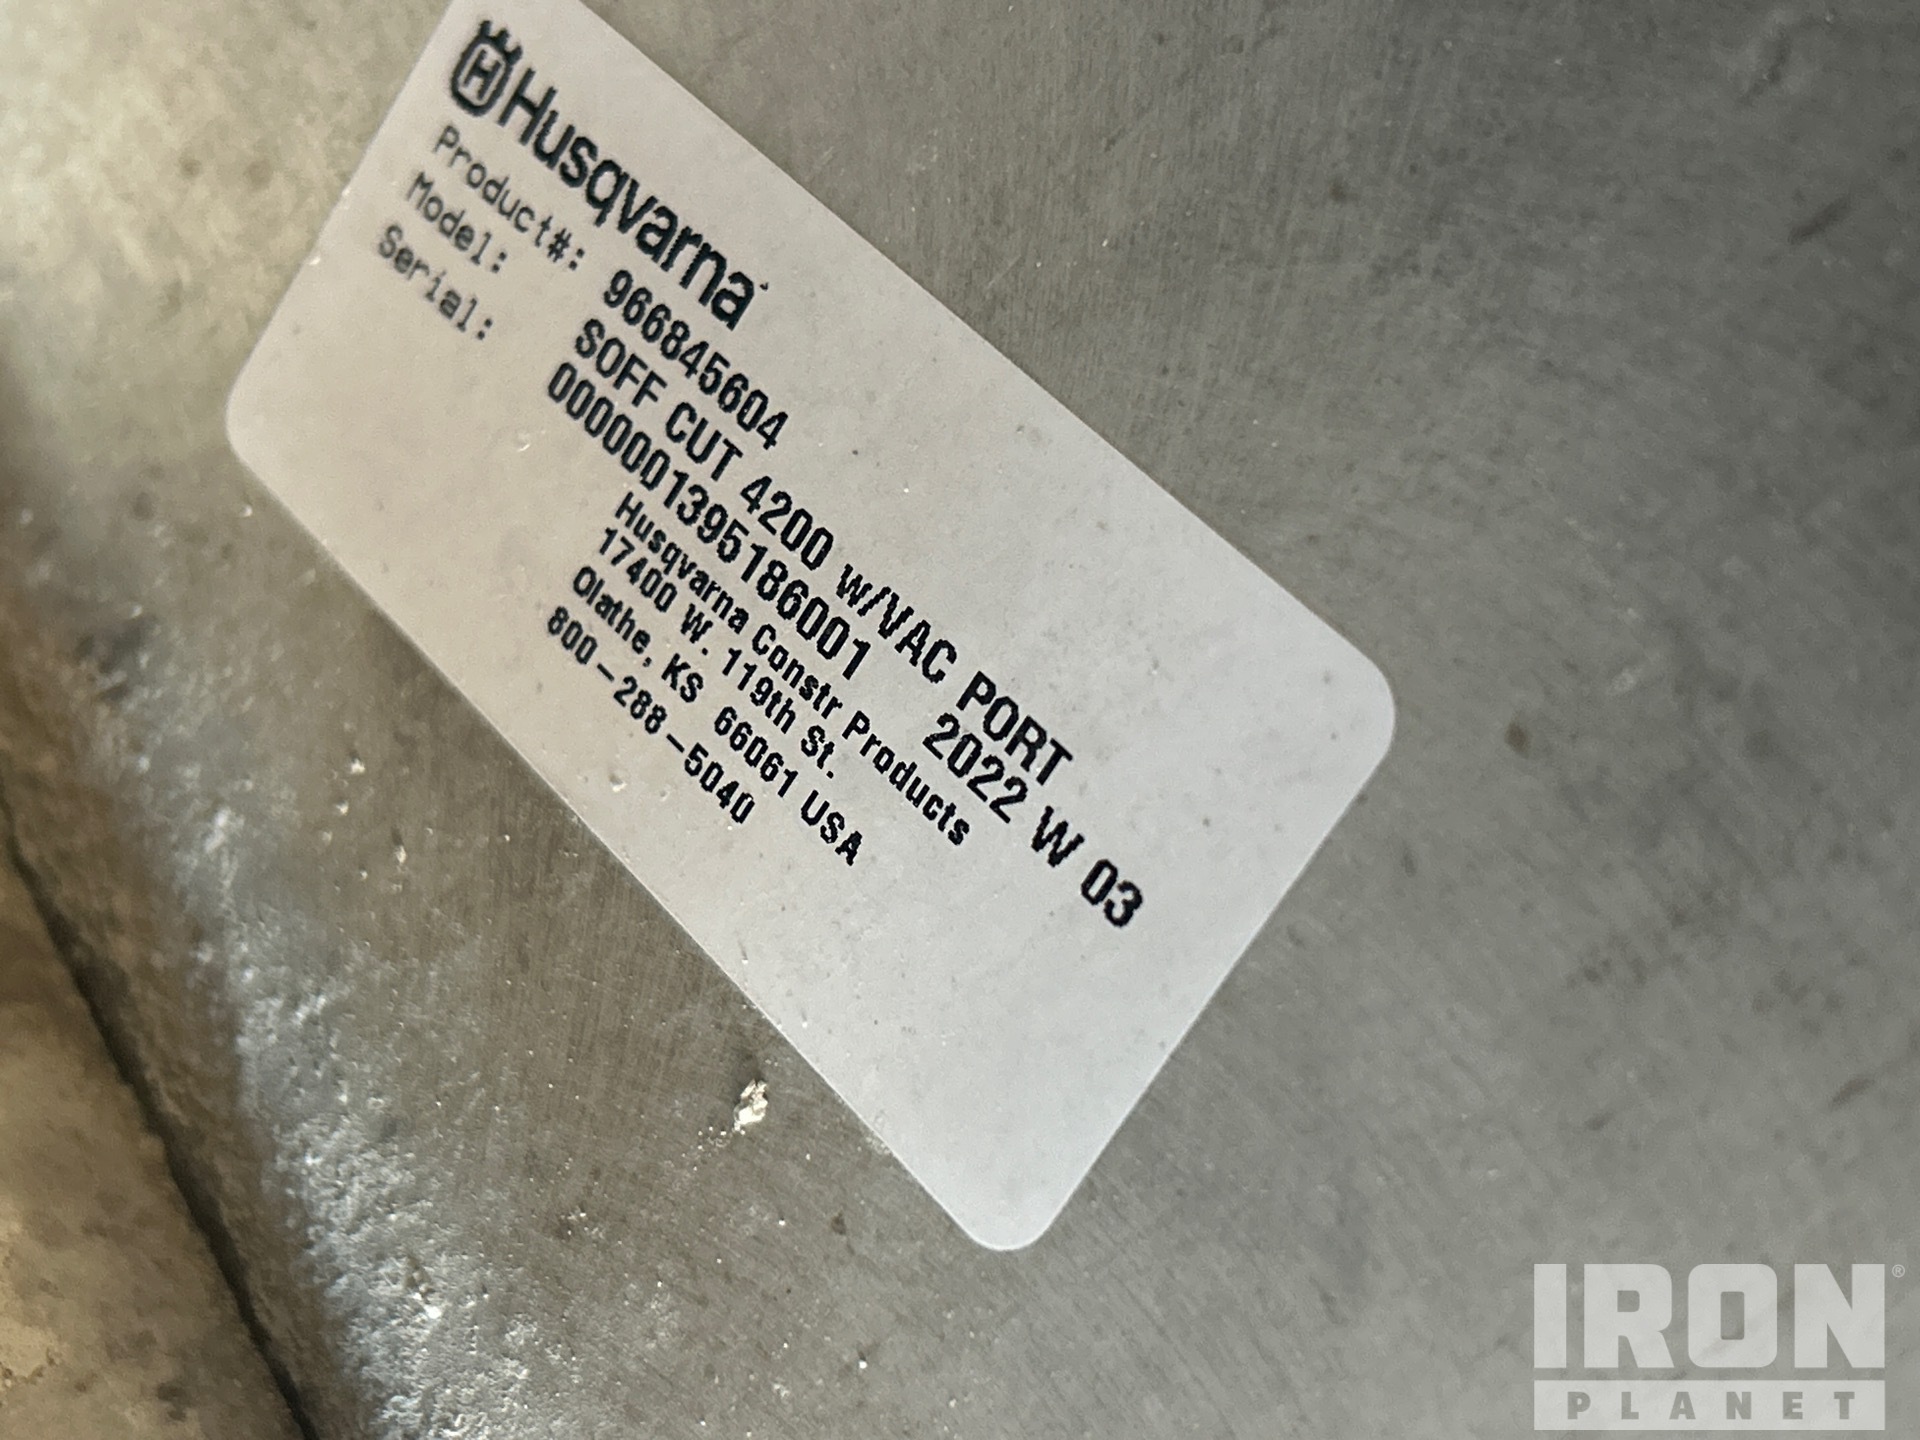 H Husqvarna
Product#: 966845604
Model: SOFF CUT 4200 w/VAC PORT
Serial: 0000001395186001 2022 W 03
Husqvarna Constr Products
17400 W. 119th St.
Olathe, KS 66061 USA
800-288-5040
IRON®
PLANET